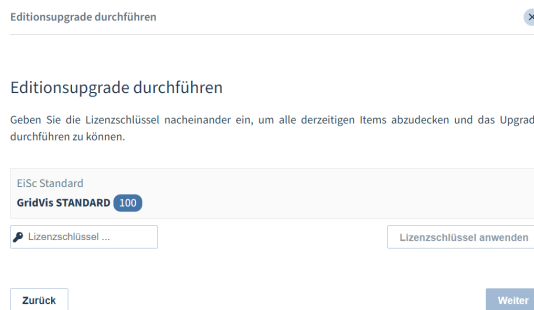 Editionsupgrade durchführen
Editionsupgrade durchführen
Geben Sie die Lizenzschlüssel nacheinander ein, um alle derzeitigen Items abzudecken und das Upgrad
durchführen zu können.
EiSc Standard
GridVis STANDARD 100
Lizenzschlüssel ...
Lizenzschlüssel anwenden
Zurück
Weiter